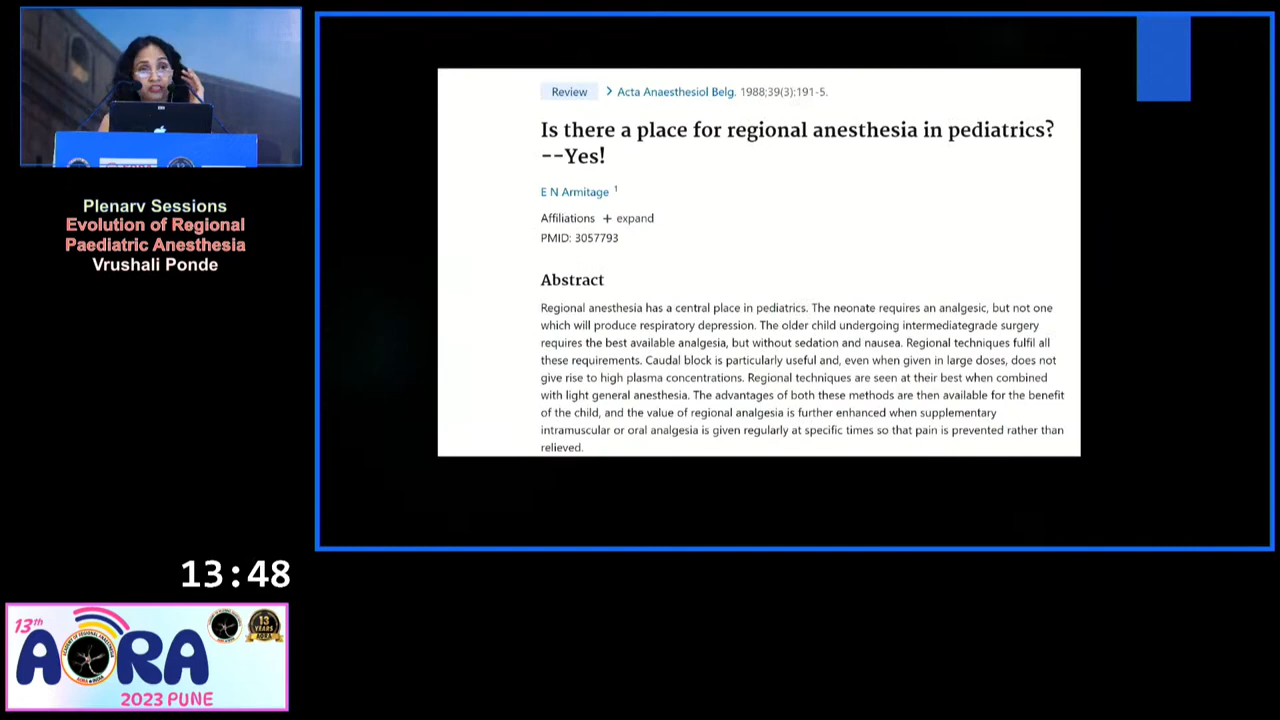 Plenarv Sessions
Evolution of Regional
Paediatric Anesthesia
Vrushali Ponde
13:48
13th
AORA
13
YEARS
AORA
2023 PUNE
Review > Acta Anaesthesiol Belg. 1988;39(3):191-5.
Is there a place for regional anesthesia in pediatrics?
--Yes!
E N Armitage 1
Affiliations + expand
PMID: 3057793
Abstract
Regional anesthesia has a central place in pediatrics. The neonate requires an analgesic, but not one
which will produce respiratory depression. The older child undergoing intermediategrade surgery
requires the best available analgesia, but without sedation and nausea. Regional techniques fulfil all
these requirements. Caudal block is particularly useful and, even when given in large doses, does not
give rise to high plasma concentrations. Regional techniques are seen at their best when combined
with light general anesthesia. The advantages of both these methods are then available for the benefit
of the child, and the value of regional analgesia is further enhanced when supplementary
intramuscular or oral analgesia is given regularly at specific times so that pain is prevented rather than
relieved.